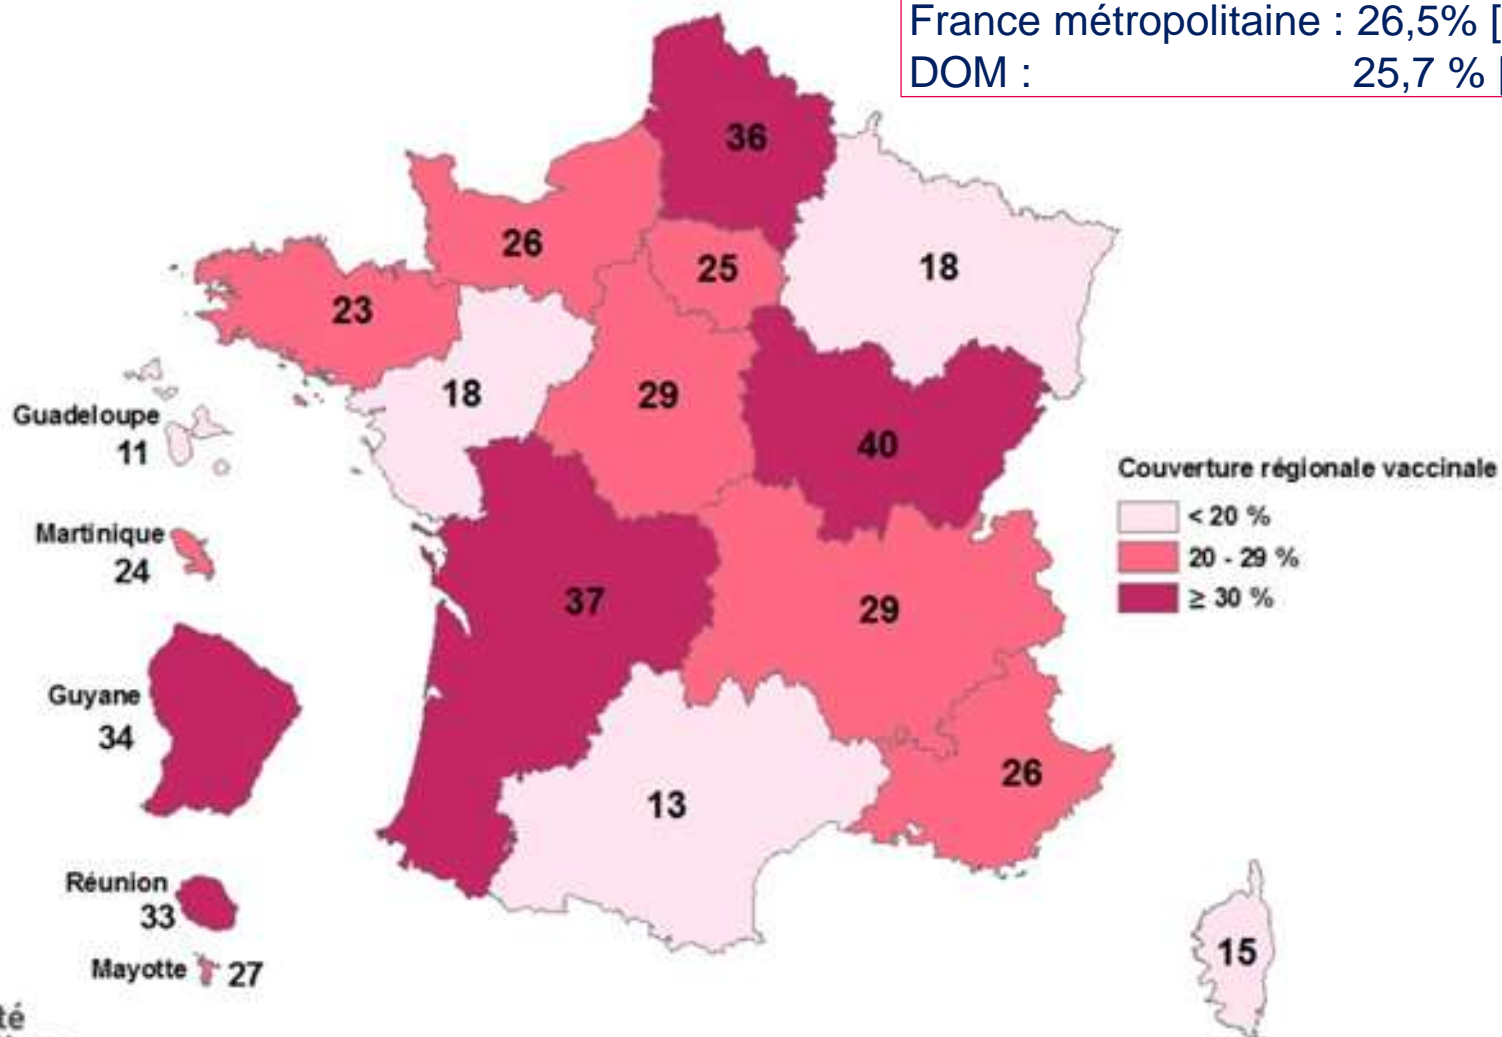 France métropolitaine : 26,5% [
DOM : 25,7 % [
36
26
25
18
23
18
29
40
Guadeloupe
11
Couverture régionale vaccinale
< 20 %
20 - 29 %
≥ 30 %
Martinique
24
37
29
Guyane
34
26
13
Réunion
33
Mayotte 27
15
té